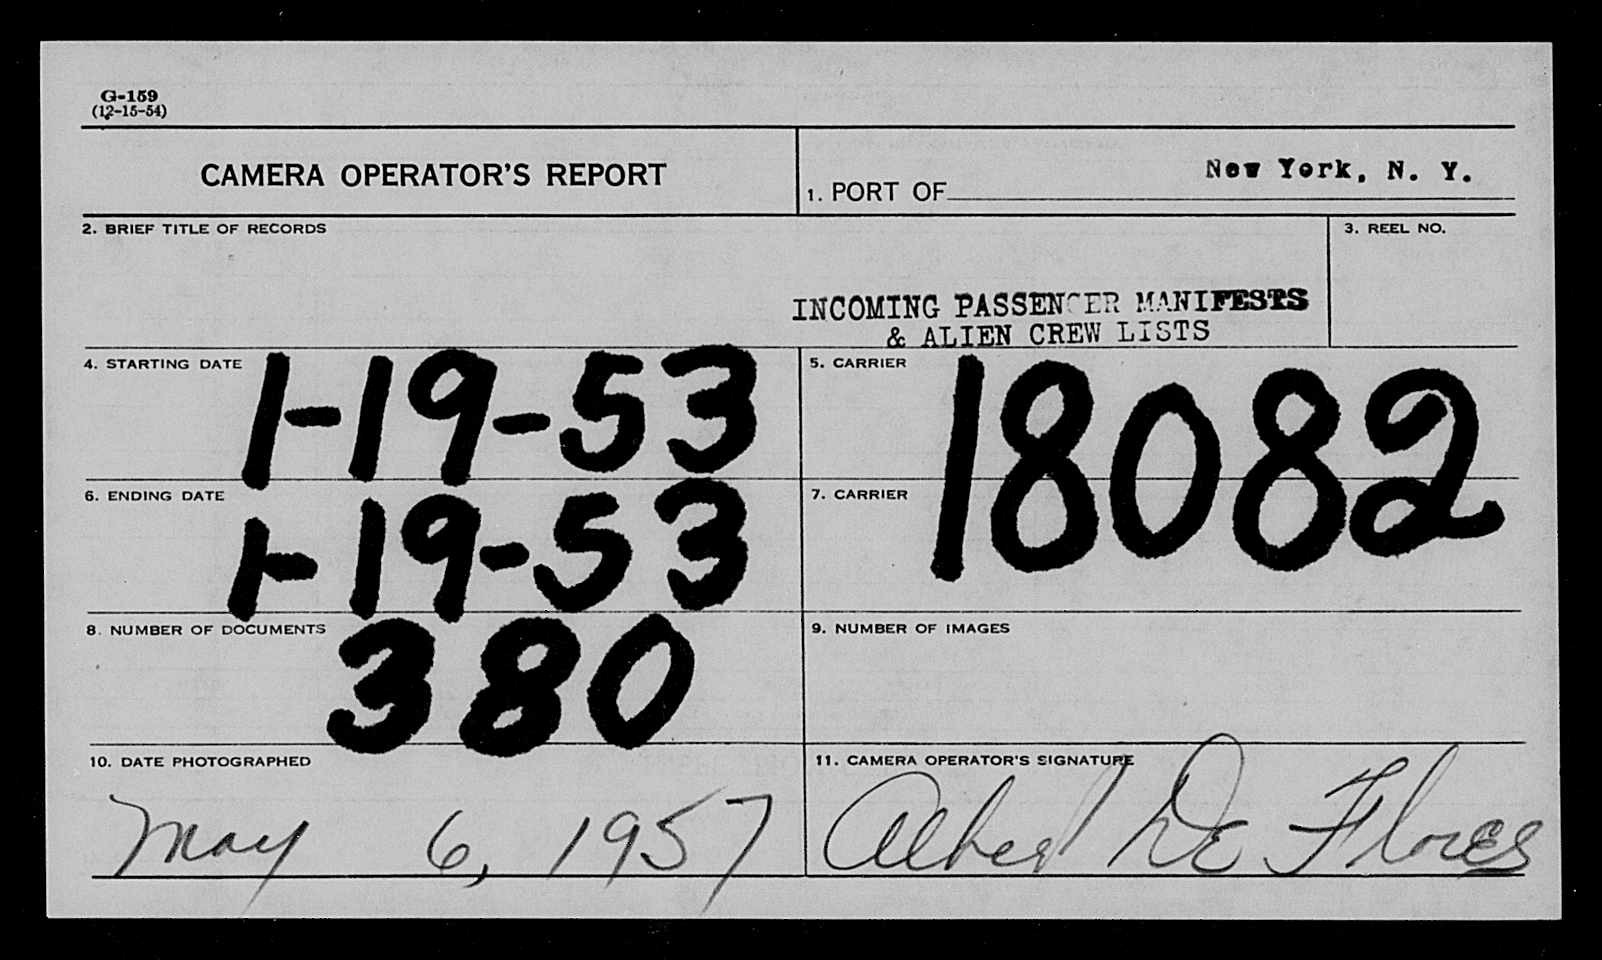 G-159
(12-15-54)
CAMERA OPERATOR'S REPORT
1. PORT OF New York, N. Y.
2. BRIEF TITLE OF RECORDS
3. REEL NO.
INCOMING PASSENGER MANIFESTS
& ALIEN CREW LISTS
4. STARTING DATE 1-19-53
5. CARRIER
18082
6. ENDING DATE 1-19-53
7. CARRIER
8. NUMBER OF DOCUMENTS 380
9. NUMBER OF IMAGES
10. DATE PHOTOGRAPHED
May 6, 1957
11. CAMERA OPERATOR'S SIGNATURE
Albert De Flores